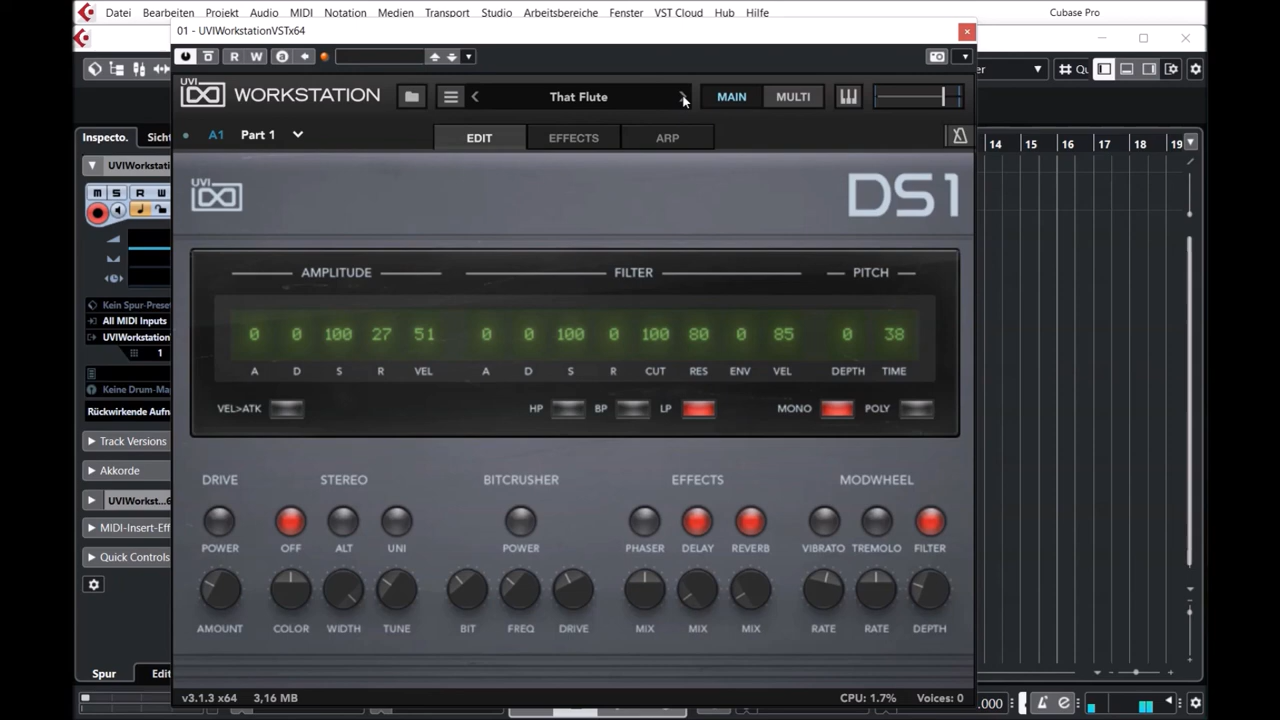 Datei Bearbeiten Projekt Audio MIDI Notation Medien Transport Studio Arbeitsbereiche Fenster VST Cloud Hub Hilfe Cubase Pro
01 - UVIWorkstationVSTx64
R W
UVI WORKSTATION That Flute MAIN MULTI
A1 Part 1 EDIT EFFECTS ARP
14 15 16 17 18 19
Inspecto. Sicht
UVIWorkstati
m S R W
UVI DS1
AMPLITUDE FILTER PITCH
0 0 100 27 51 0 0 100 0 100 80 0 85 0 38
A D S R VEL A D S R CUT RES ENV VEL DEPTH TIME
VEL>ATK HP BP LP MONO POLY
Kein Spur-Prese
All MIDI Inputs
UVIWorkstation
1
Keine Drum-Ma
Rückwirkende Aufn
Track Versions
Akkorde
UVIWorkst...
MIDI-Insert-Eff
Quick Controls
DRIVE STEREO BITCRUSHER EFFECTS MODWHEEL
POWER OFF ALT UNI POWER PHASER DELAY REVERB VIBRATO TREMOLO FILTER
AMOUNT COLOR WIDTH TUNE BIT FREQ DRIVE MIX MIX MIX RATE RATE DEPTH
Spur Edit
v3.1.3 x64 3,16 MB CPU: 1.7% Voices: 0
.000